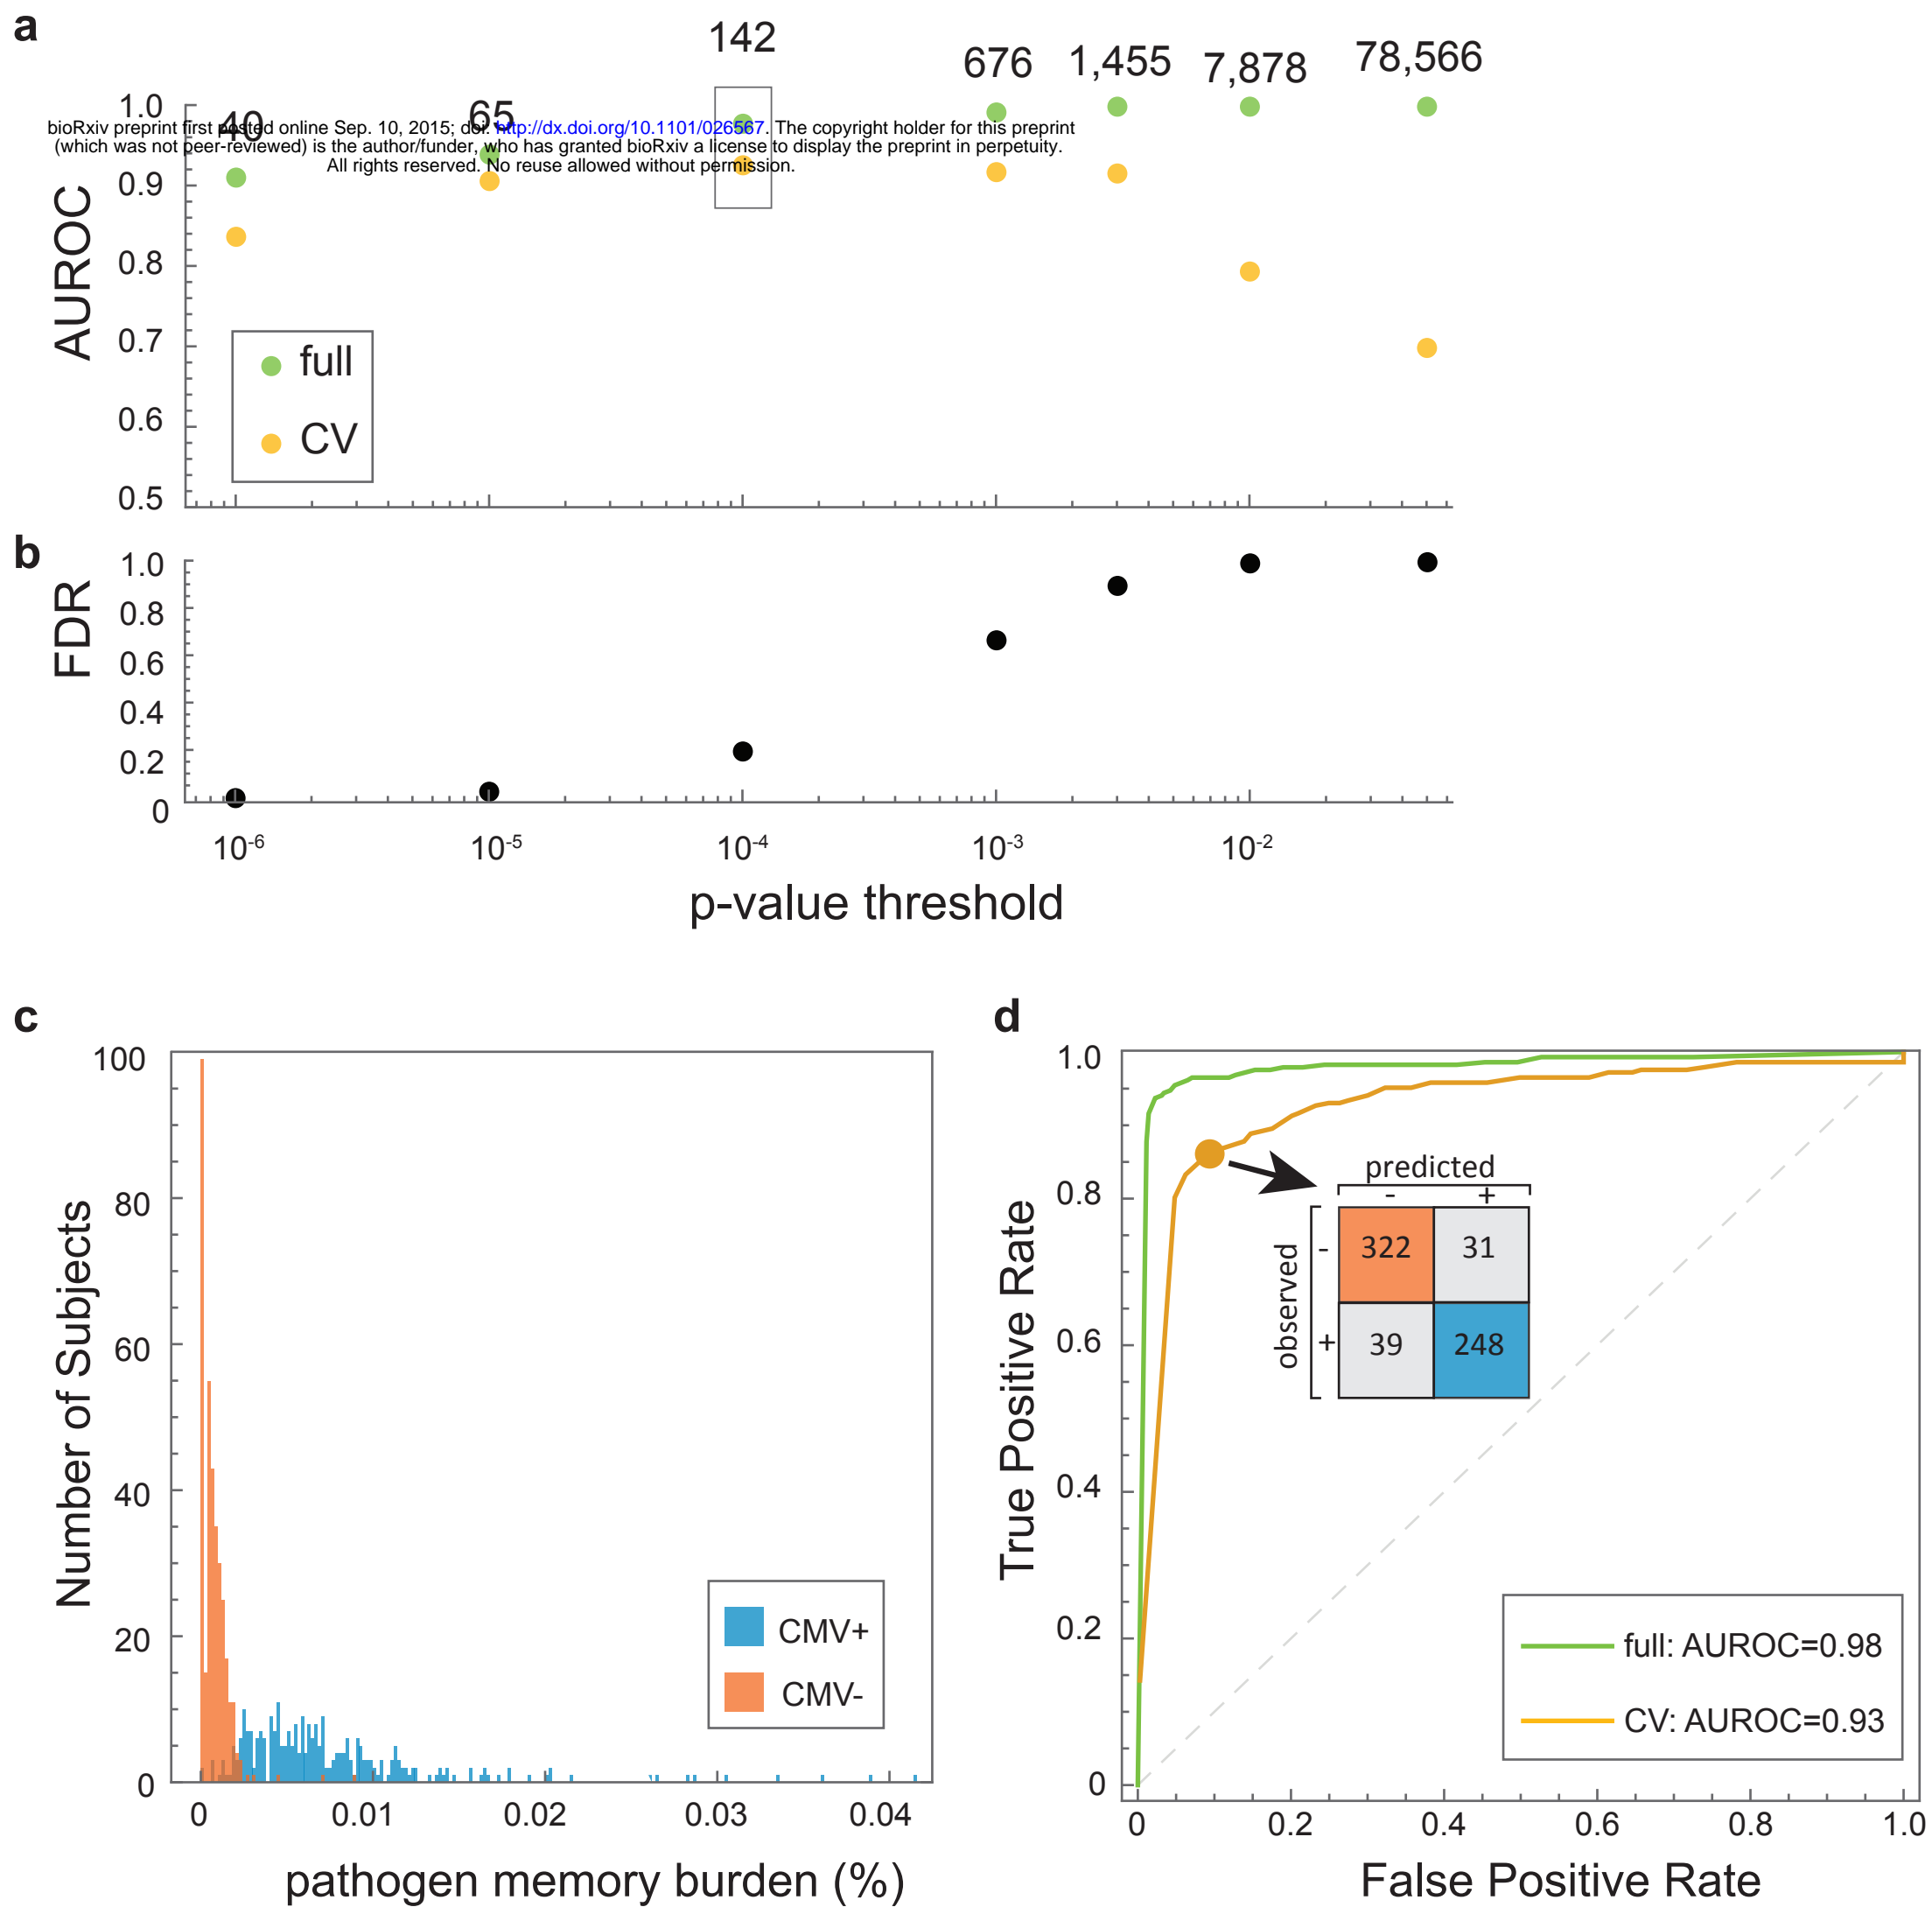 a
142
676 1,455 7,878 78,566
40
65
bioRxiv preprint first posted online Sep. 10, 2015; doi: http://dx.doi.org/10.1101/026567. The copyright holder for this preprint
(which was not peer-reviewed) is the author/funder, who has granted bioRxiv a license to display the preprint in perpetuity.
All rights reserved. No reuse allowed without permission.
AUROC
1.0
0.9
0.8
0.7
0.6
0.5
full
CV
b
FDR
1.0
0.8
0.6
0.4
0.2
0
10-6 10-5 10-4 10-3 10-2
p-value threshold
c
Number of Subjects
100
80
60
40
20
0
CMV+
CMV-
0 0.01 0.02 0.03 0.04
pathogen memory burden (%)
d
True Positive Rate
1.0
0.8
0.6
0.4
0.2
0
predicted
- +
observed
- 322 31
+ 39 248
full: AUROC=0.98
CV: AUROC=0.93
0 0.2 0.4 0.6 0.8 1.0
False Positive Rate